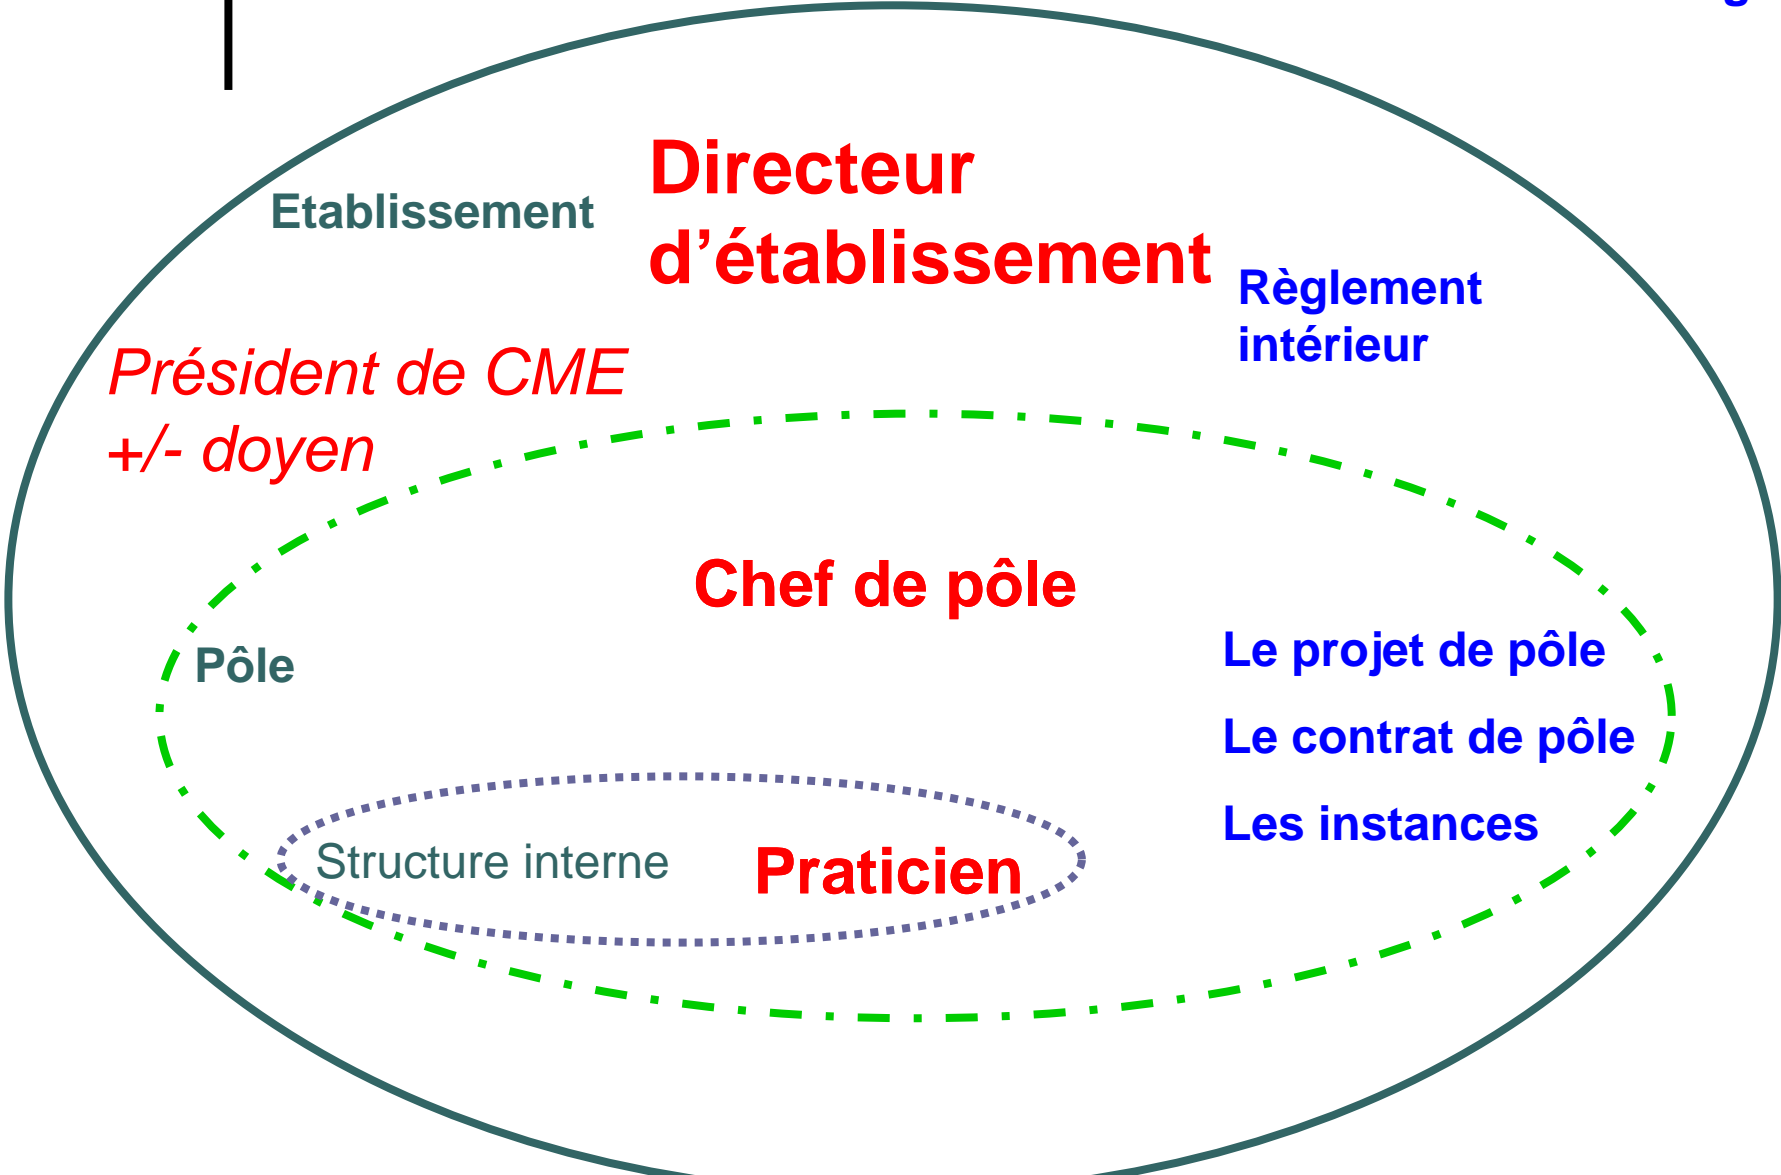 Directeur
d’établissement
Etablissement
Règlement
intérieur
Président de CME
+/- doyen
Chef de pôle
Pôle
Le projet de pôle
Le contrat de pôle
Les instances
Structure interne
Praticien